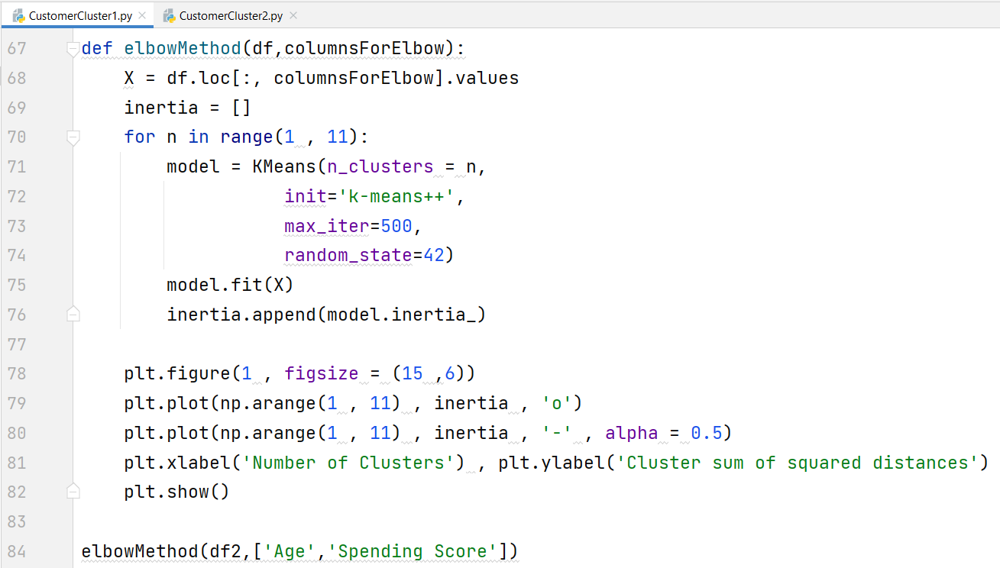 CustomerCluster1.py CustomerCluster2.py
67 def elbowMethod(df,columnsForElbow):
68     X = df.loc[:, columnsForElbow].values
69     inertia = []
70     for n in range(1 , 11):
71         model = KMeans(n_clusters = n,
72                    init='k-means++',
73                    max_iter=500,
74                    random_state=42)
75         model.fit(X)
76         inertia.append(model.inertia_)
77
78     plt.figure(1 , figsize = (15 ,6))
79     plt.plot(np.arange(1 , 11) , inertia , 'o')
80     plt.plot(np.arange(1 , 11) , inertia , '-' , alpha = 0.5)
81     plt.xlabel('Number of Clusters') , plt.ylabel('Cluster sum of squared distances')
82     plt.show()
83
84 elbowMethod(df2,['Age','Spending Score'])